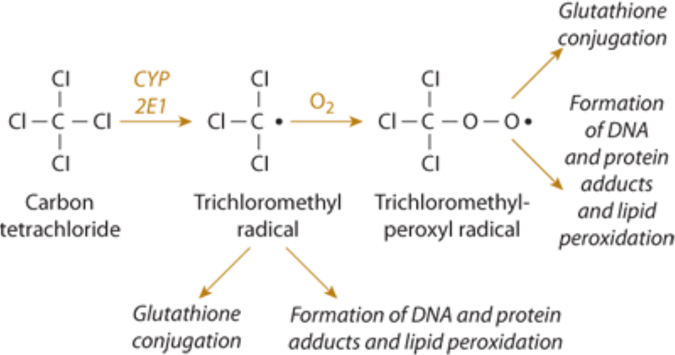 Glutathione
conjugation
Cl Cl Cl
CYP
2E1
O2
Cl – C – Cl Cl – C • Cl – C – O – O •
Cl Cl Cl
Formation
of DNA
and protein
adducts
and lipid
peroxidation
Carbon
tetrachloride
Trichloromethyl
radical
Trichloromethyl-
peroxyl radical
Glutathione
conjugation
Formation of DNA and protein
adducts and lipid peroxidation